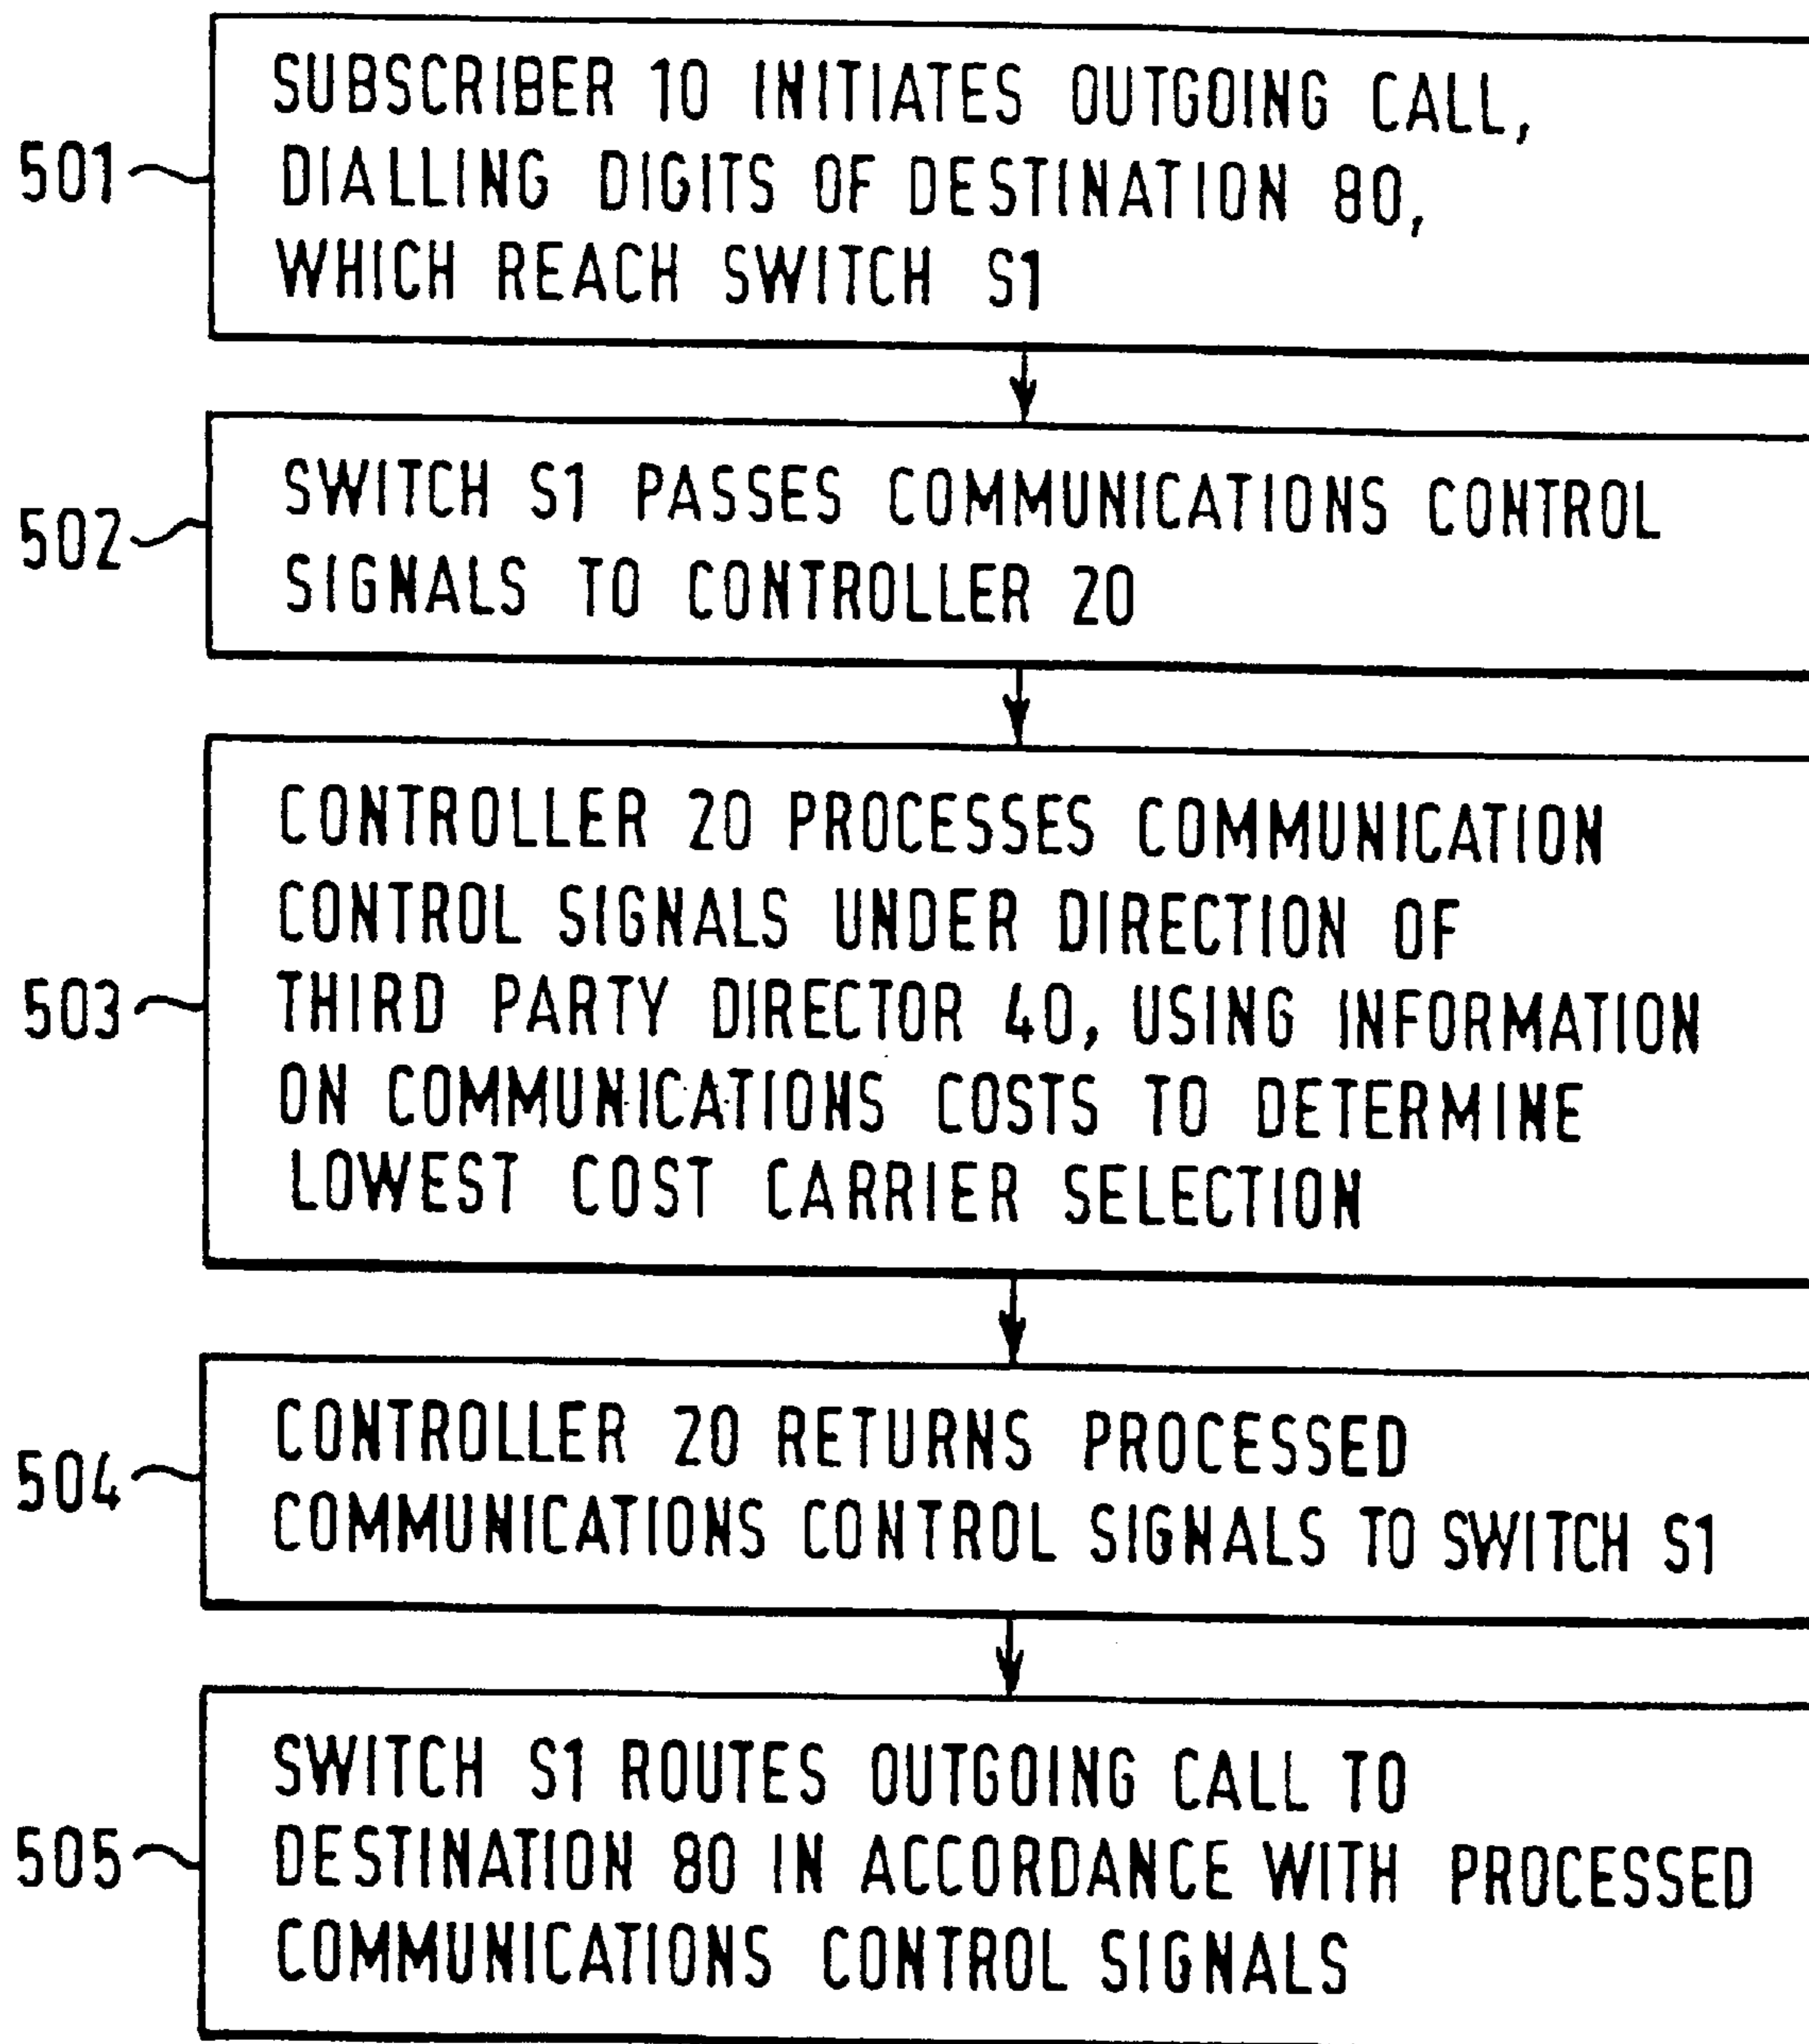 501
SUBSCRIBER 10 INITIATES OUTGOING CALL,
DIALLING DIGITS OF DESTINATION 80,
WHICH REACH SWITCH S1
502
SWITCH S1 PASSES COMMUNICATIONS CONTROL
SIGNALS TO CONTROLLER 20
503
CONTROLLER 20 PROCESSES COMMUNICATION
CONTROL SIGNALS UNDER DIRECTION OF
THIRD PARTY DIRECTOR 40, USING INFORMATION
ON COMMUNICATIONS COSTS TO DETERMINE
LOWEST COST CARRIER SELECTION
504
CONTROLLER 20 RETURNS PROCESSED
COMMUNICATIONS CONTROL SIGNALS TO SWITCH S1
505
SWITCH S1 ROUTES OUTGOING CALL TO
DESTINATION 80 IN ACCORDANCE WITH PROCESSED
COMMUNICATIONS CONTROL SIGNALS